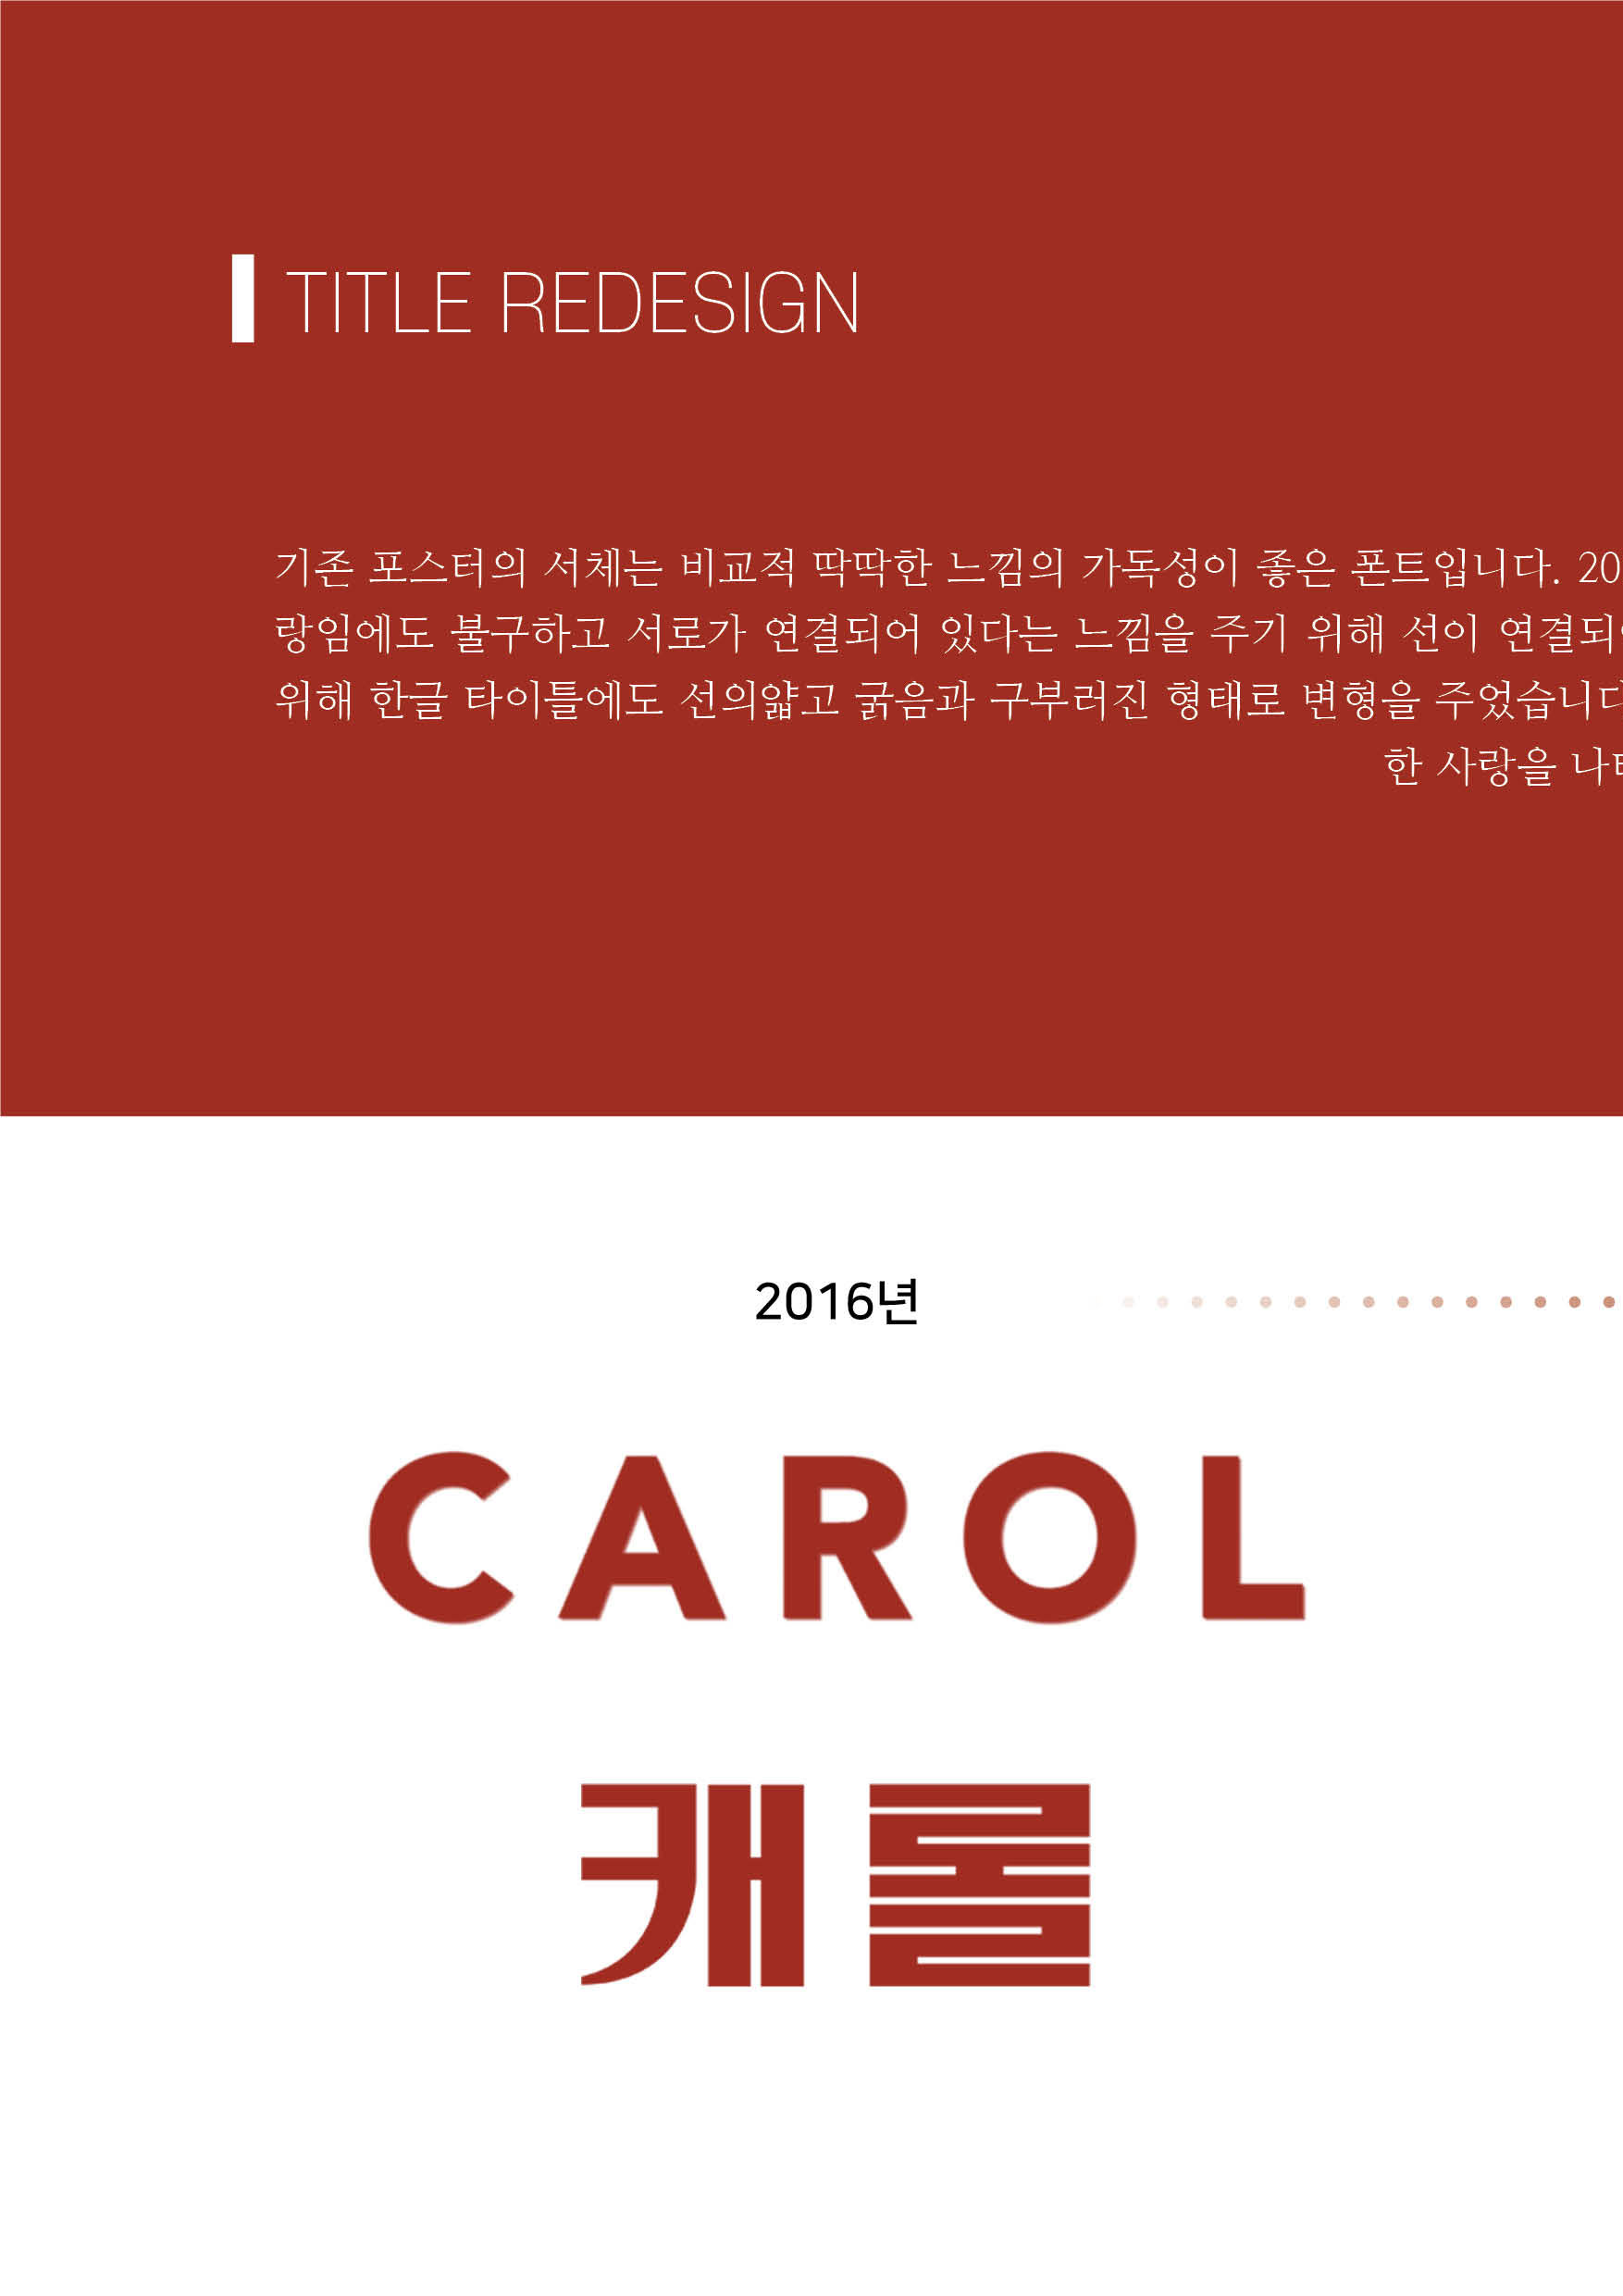 TITLE REDESIGN
기존 포스터의 서체는 비교적 딱딱한 느낌의 가독성이 좋은 폰트입니다. 20
랑임에도 불구하고 서로가 연결되어 있다는 느낌을 주기 위해 선이 연결되
위해 한글 타이틀에도 선의얇고 굵음과 구부러진 형태로 변형을 주었습니다
한 사랑을 나
2016년
CAROL
캐롤